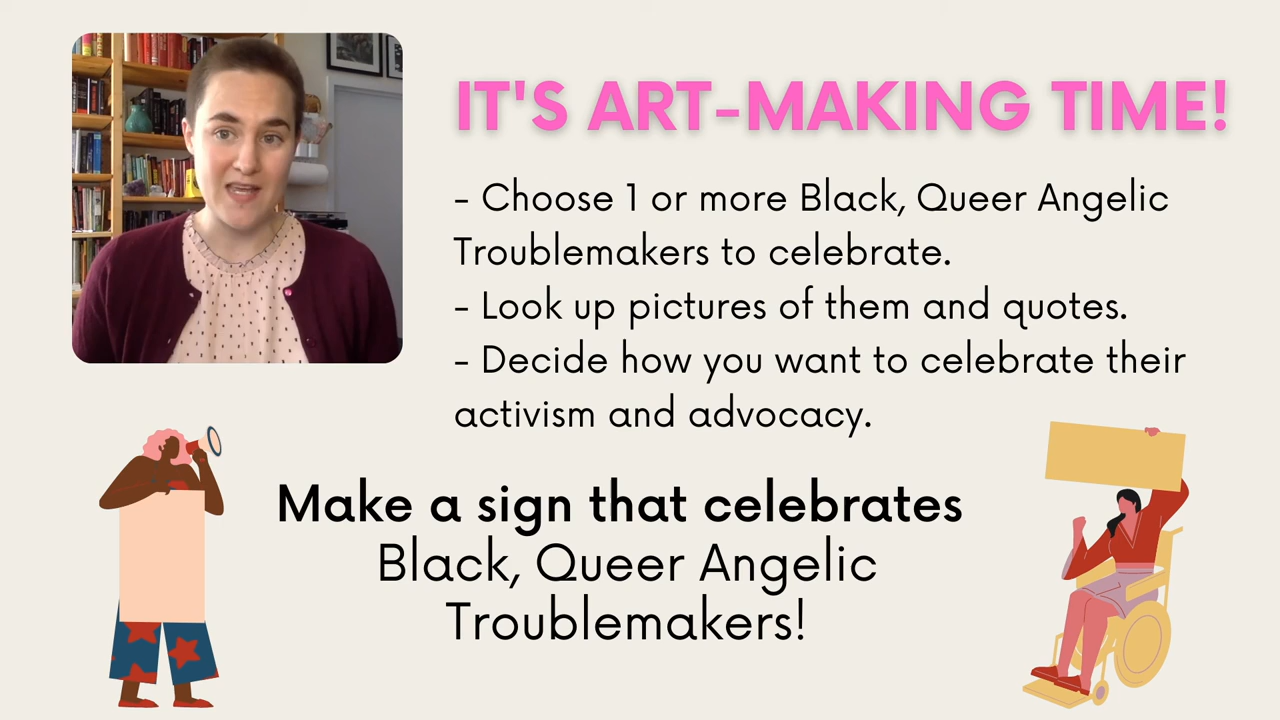 IT'S ART-MAKING TIME!
- Choose 1 or more Black, Queer Angelic
Troublemakers to celebrate.
- Look up pictures of them and quotes.
- Decide how you want to celebrate their
activism and advocacy.
Make a sign that celebrates
Black, Queer Angelic
Troublemakers!